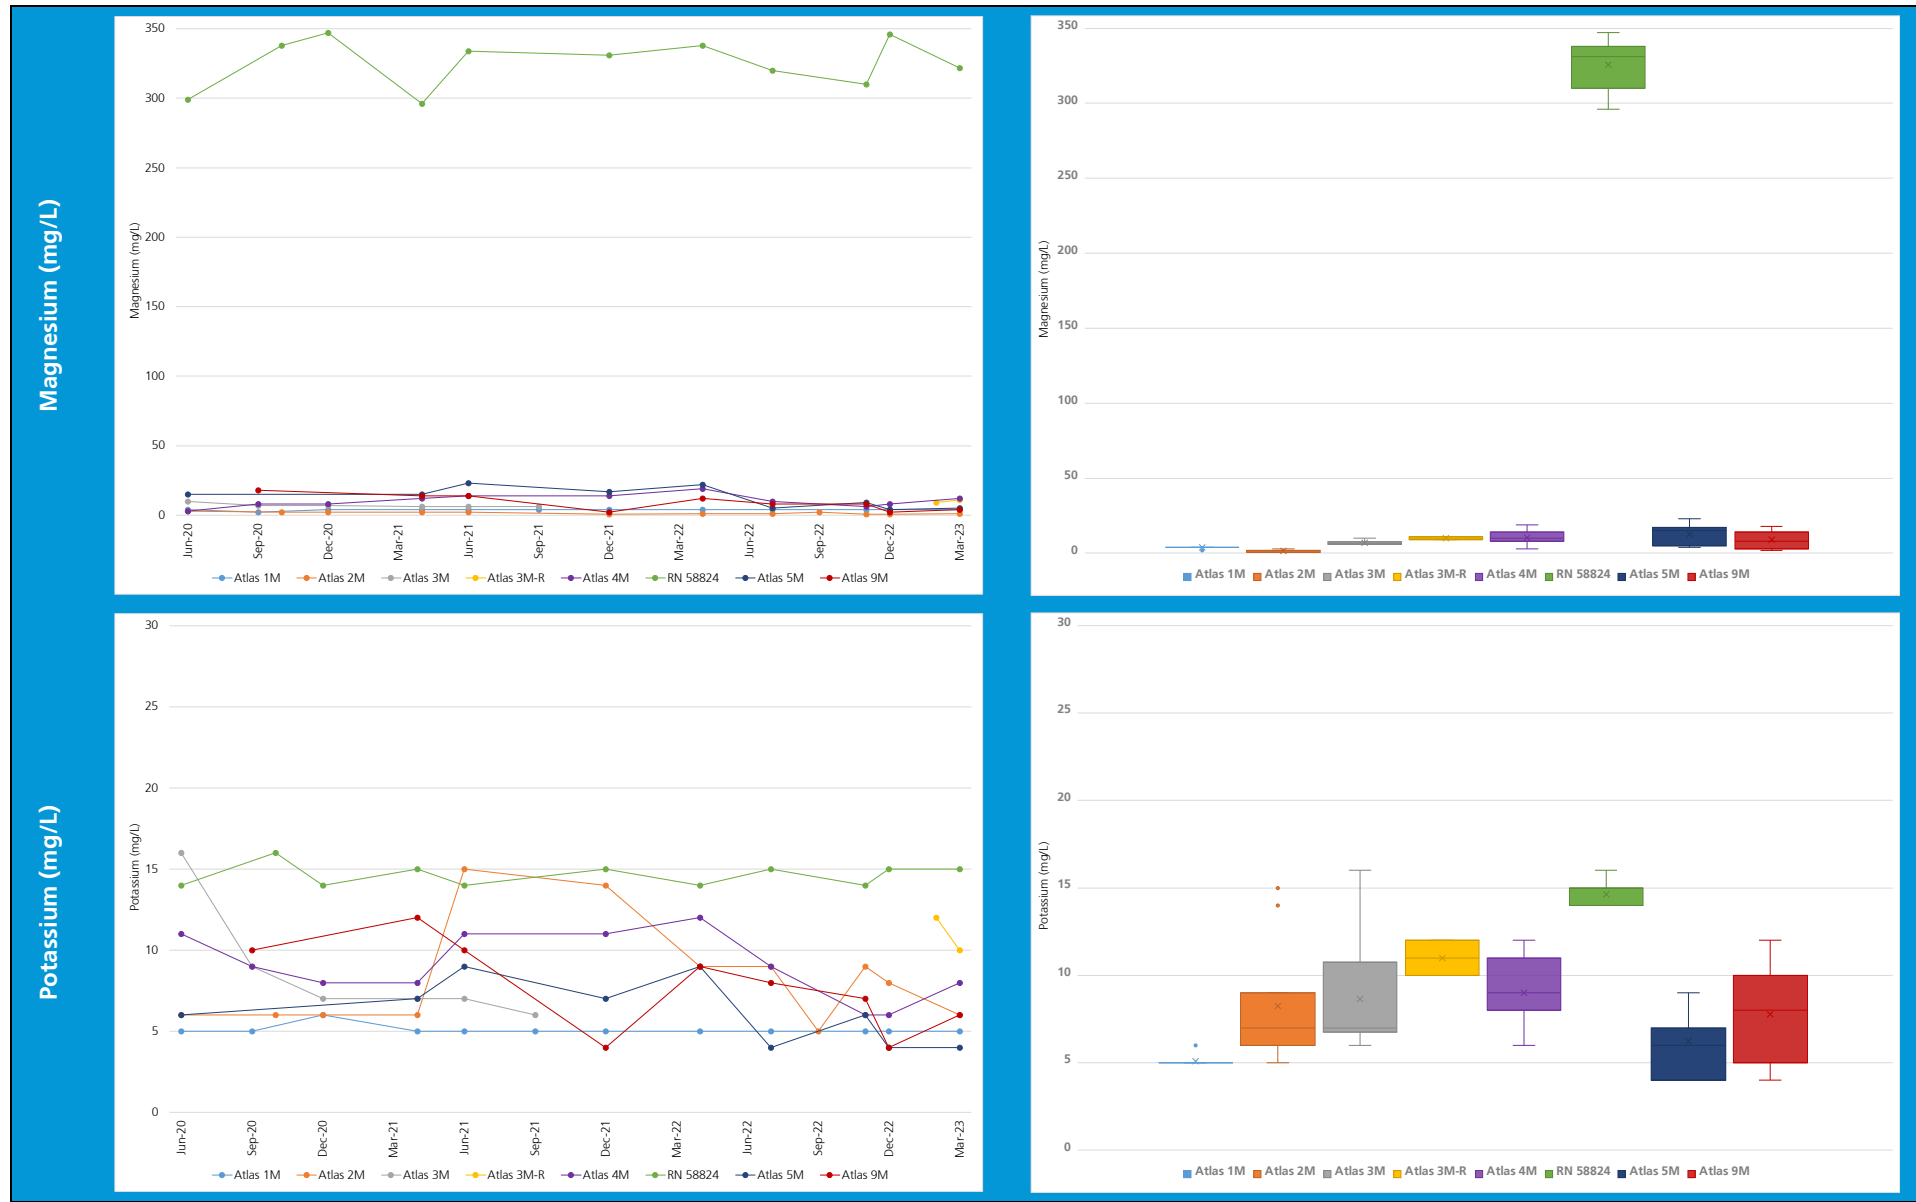 Magnesium (mg/L)
350
300
250
200
150
100
50
0
Magnesium (mg/L)
Jun-20
Sep-20
Dec-20
Mar-21
Jun-21
Sep-21
Dec-21
Mar-22
Jun-22
Sep-22
Dec-22
Mar-23
Atlas 1M Atlas 2M Atlas 3M Atlas 3M-R Atlas 4M RN 58824 Atlas 5M Atlas 9M
350
300
250
200
150
100
50
0
Magnesium (mg/L)
Atlas 1M Atlas 2M Atlas 3M Atlas 3M-R Atlas 4M RN 58824 Atlas 5M Atlas 9M
Potassium (mg/L)
30
25
20
15
10
5
0
Potassium (mg/L)
Jun-20
Sep-20
Dec-20
Mar-21
Jun-21
Sep-21
Dec-21
Mar-22
Jun-22
Sep-22
Dec-22
Mar-23
Atlas 1M Atlas 2M Atlas 3M Atlas 3M-R Atlas 4M RN 58824 Atlas 5M Atlas 9M
30
25
20
15
10
5
0
Potassium (mg/L)
Atlas 1M Atlas 2M Atlas 3M Atlas 3M-R Atlas 4M RN 58824 Atlas 5M Atlas 9M